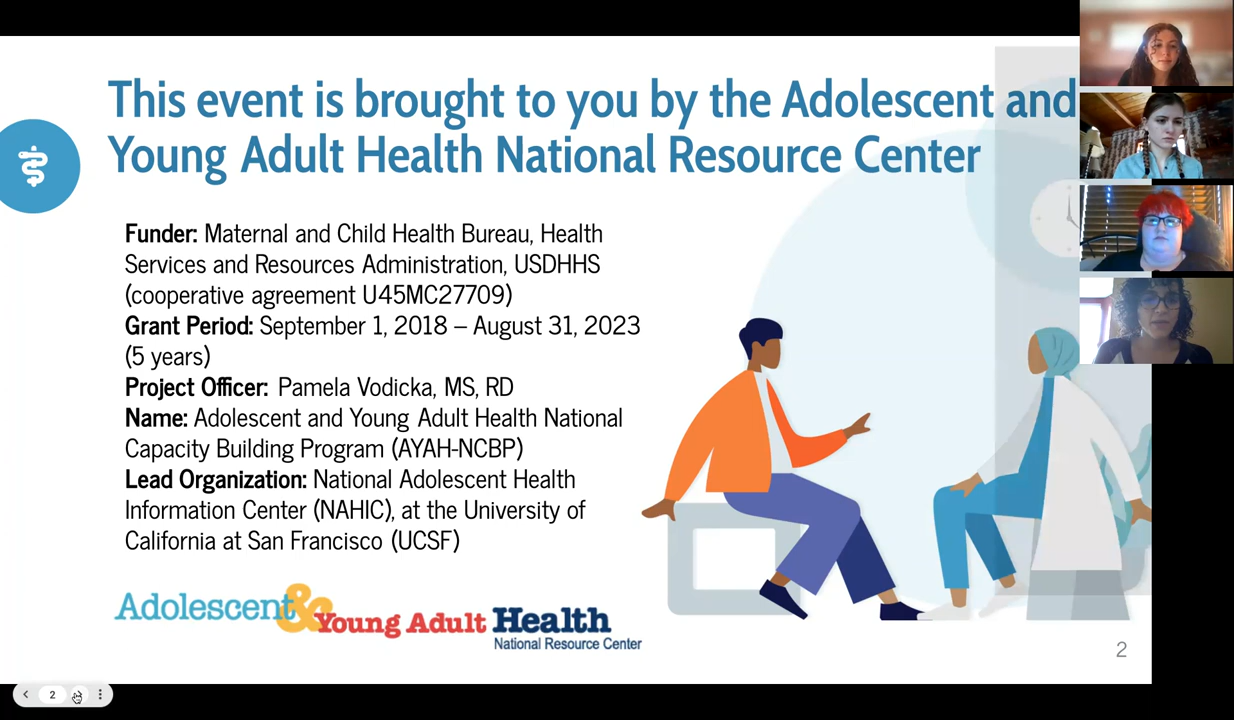 This event is brought to you by the Adolescent and
Young Adult Health National Resource Center
Funder: Maternal and Child Health Bureau, Health
Services and Resources Administration, USDHHS
(cooperative agreement U45MC27709)
Grant Period: September 1, 2018 – August 31, 2023
(5 years)
Project Officer: Pamela Vodicka, MS, RD
Name: Adolescent and Young Adult Health National
Capacity Building Program (AYAH-NCBP)
Lead Organization: National Adolescent Health
Information Center (NAHIC), at the University of
California at San Francisco (UCSF)
Adolescent & Young Adult Health
National Resource Center
2
2